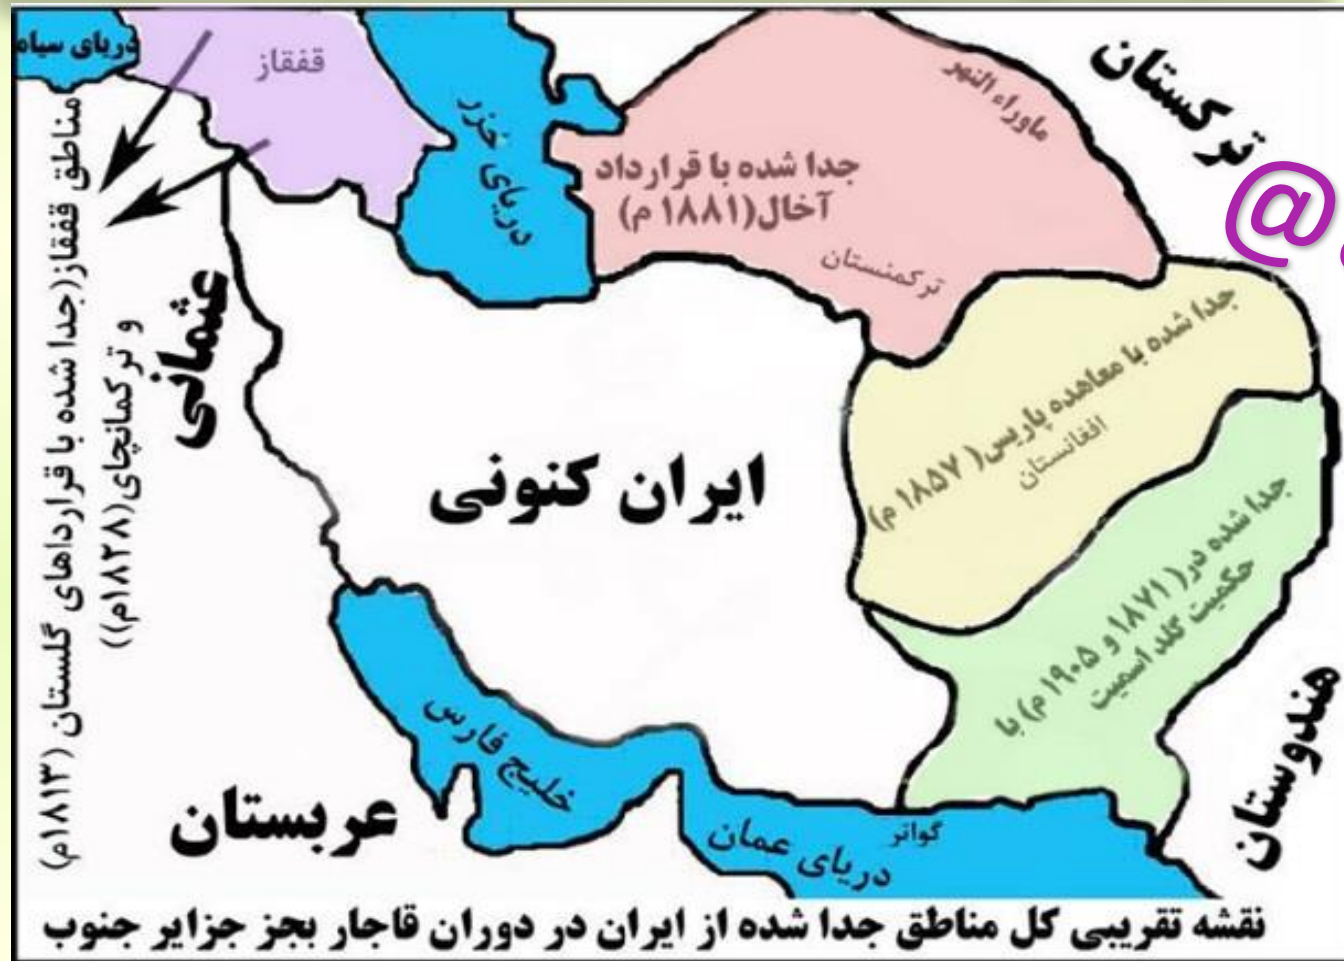 دریای سیاه
قفقاز
دریای خزر
ماوراء النهر
ترکستان
@
جدا شده با قرارداد
آخال(۱۸۸۱ م)
ترکمنستان
مناطق قفقاز(جدا شده با قراردادهای گلستان (۱۸۱۳م)
و ترکمانچای(۱۸۲۸م))
عثمانی
ایران کنونی
جدا شده با معاهده پاریس( ۱۸۵۷ م)
افغانستان
جدا شده در( ۱۸۷۱ و ۱۹۰۵ م) با
حکمیت گلد اسمیت
هندوستان
خلیج فارس
عربستان
دریای عمان
گواتر
نقشه تقریبی کل مناطق جدا شده از ایران در دوران قاجار بجز جزایر جنوب